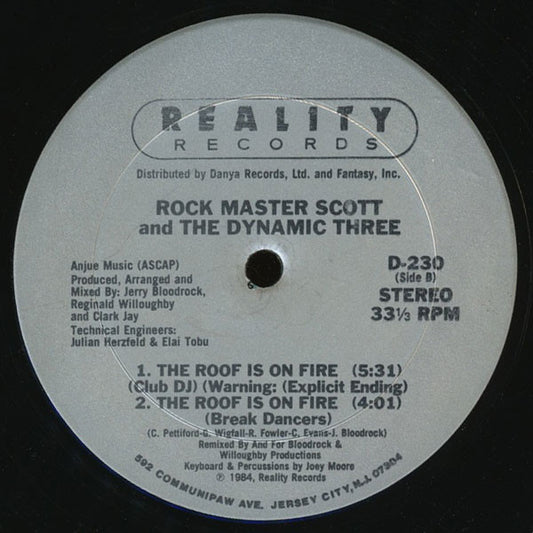 REALITY
RECORDS
Distributed by Danya Records, Ltd. and Fantasy, Inc.
ROCK MASTER SCOTT
and THE DYNAMIC THREE
Anjue Music (ASCAP)
Produced, Arranged and
Mixed By: Jerry Bloodrock,
Reginald Willoughby
and Clark Jay
Technical Engineers:
Julian Herzfeld & Elai Tobu
D-230
(Side B)
STEREO
33⅓ RPM
1. THE ROOF IS ON FIRE (5:31)
(Club DJ) (Warning: (Explicit Ending)
2. THE ROOF IS ON FIRE (4:01)
(Break Dancers)
(C. Pettiford-G. Wigfall-R. Fowler-C. Evans-J. Bloodrock)
Remixed By And For Bloodrock &
Willoughby Productions
Keyboard & Percussions by Joey Moore
℗ 1984, Reality Records
592 COMMUNIPAW AVE. JERSEY CITY, N.J. 07304